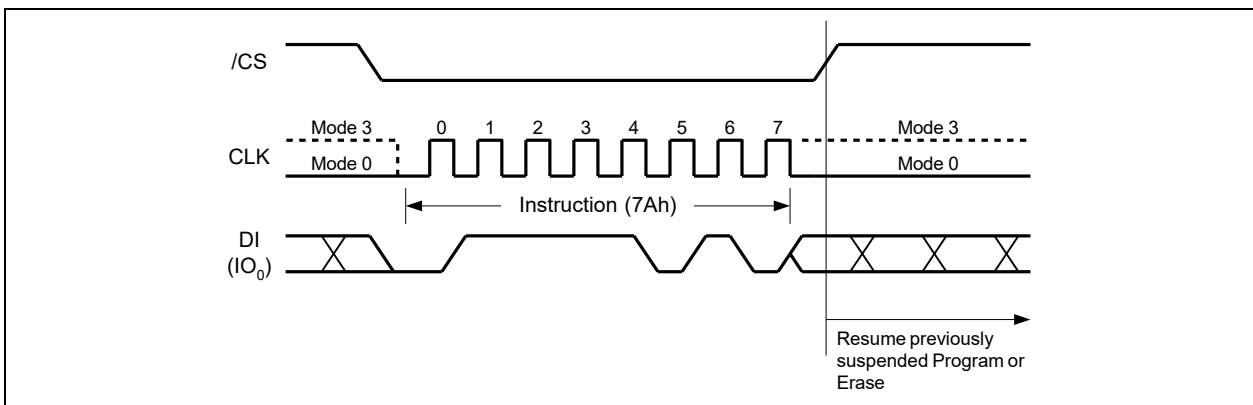 /CS
Mode 3 0 1 2 3 4 5 6 7 Mode 3
CLK
Mode 0 Mode 0
Instruction (7Ah)
DI
(IO0)
Resume previously
suspended Program or
Erase